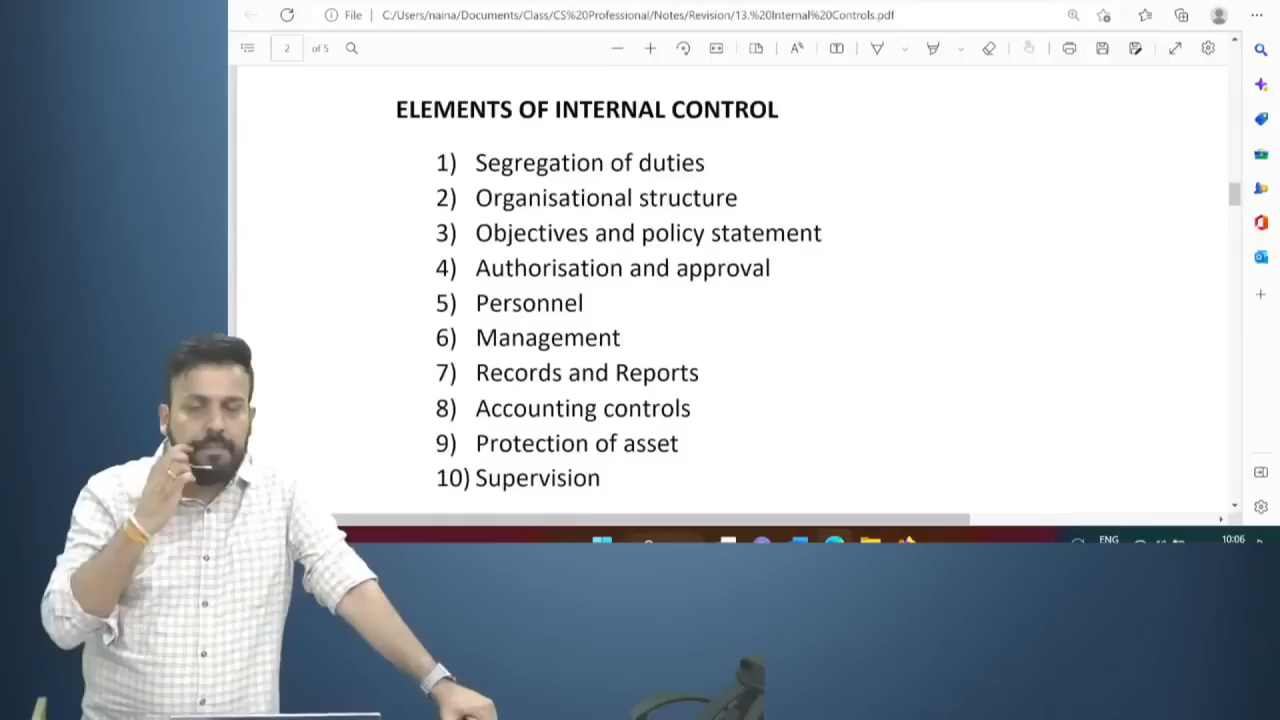 File
C:/Users/naina/Documents/Class/CS%20Professional/Notes/Revision/13.%20Internal%20Controls.pdf
2 of 5
ELEMENTS OF INTERNAL CONTROL
1) Segregation of duties
2) Organisational structure
3) Objectives and policy statement
4) Authorisation and approval
5) Personnel
6) Management
7) Records and Reports
8) Accounting controls
9) Protection of asset
10) Supervision
ENG
10:06